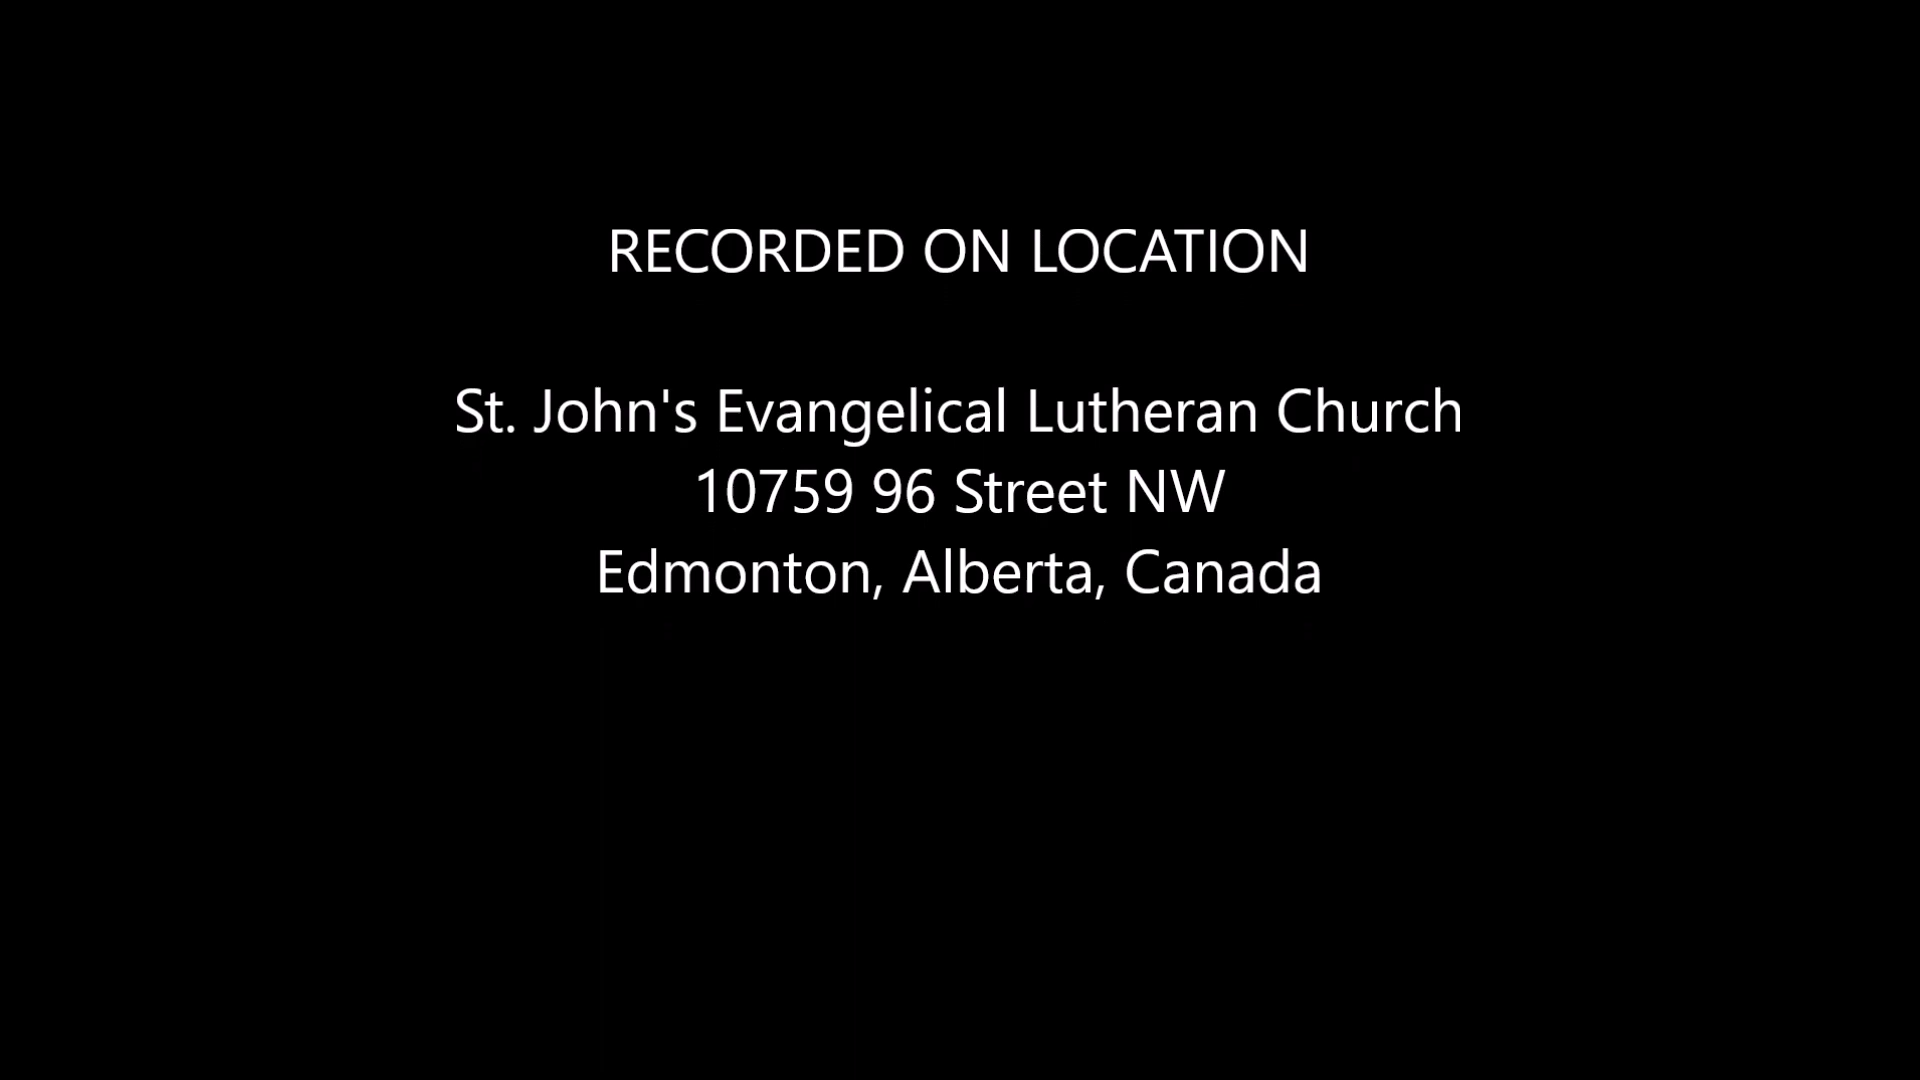 RECORDED ON LOCATION
St. John's Evangelical Lutheran Church
10759 96 Street NW
Edmonton, Alberta, Canada